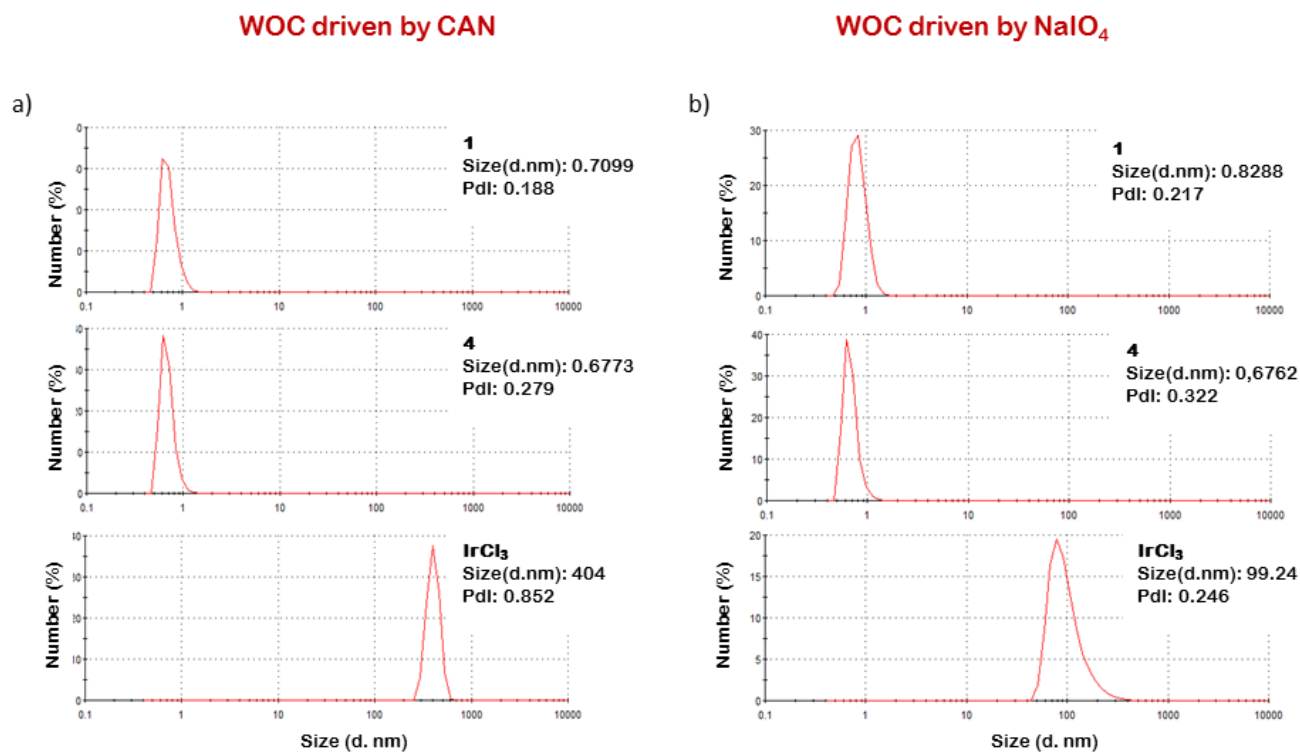 WOC driven by CAN
WOC driven by NaIO₄
a)
1
Size(d.nm): 0.7099
PdI: 0.188
Number (%)
0
0.1 1 10 100 1000 10000
4
Size(d.nm): 0.6773
PdI: 0.279
Number (%)
0
0.1 1 10 100 1000 10000
IrCl₃
Size(d.nm): 404
PdI: 0.852
Number (%)
0
0.1 1 10 100 1000 10000
Size (d. nm)
b)
1
Size(d.nm): 0.8288
PdI: 0.217
Number (%)
30
20
10
0
0.1 1 10 100 1000 10000
4
Size(d.nm): 0,6762
PdI: 0.322
Number (%)
40
30
20
10
0
0.1 1 10 100 1000 10000
IrCl₃
Size(d.nm): 99.24
PdI: 0.246
Number (%)
20
15
10
5
0
0.1 1 10 100 1000 10000
Size (d. nm)